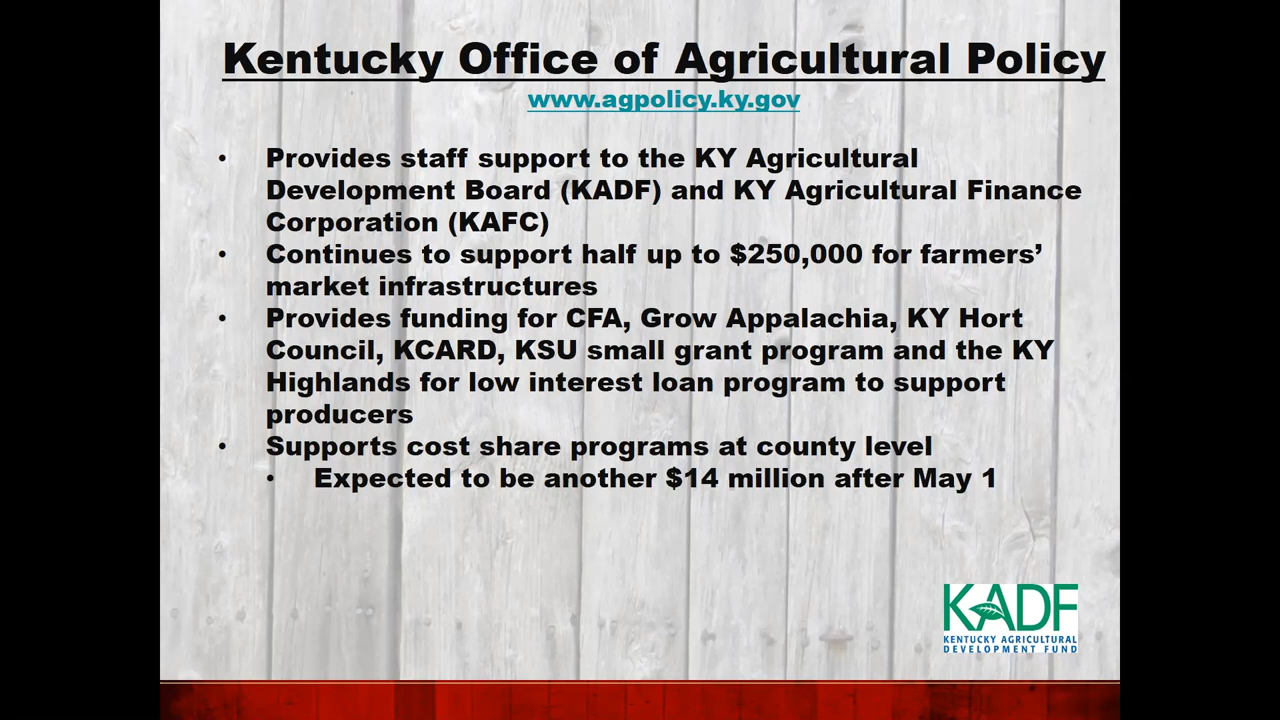 Kentucky Office of Agricultural Policy
www.agpolicy.ky.gov
• Provides staff support to the KY Agricultural
Development Board (KADF) and KY Agricultural Finance
Corporation (KAFC)
• Continues to support half up to $250,000 for farmers’
market infrastructures
• Provides funding for CFA, Grow Appalachia, KY Hort
Council, KCARD, KSU small grant program and the KY
Highlands for low interest loan program to support
producers
• Supports cost share programs at county level
• Expected to be another $14 million after May 1
KADF
KENTUCKY AGRICULTURAL
DEVELOPMENT FUND